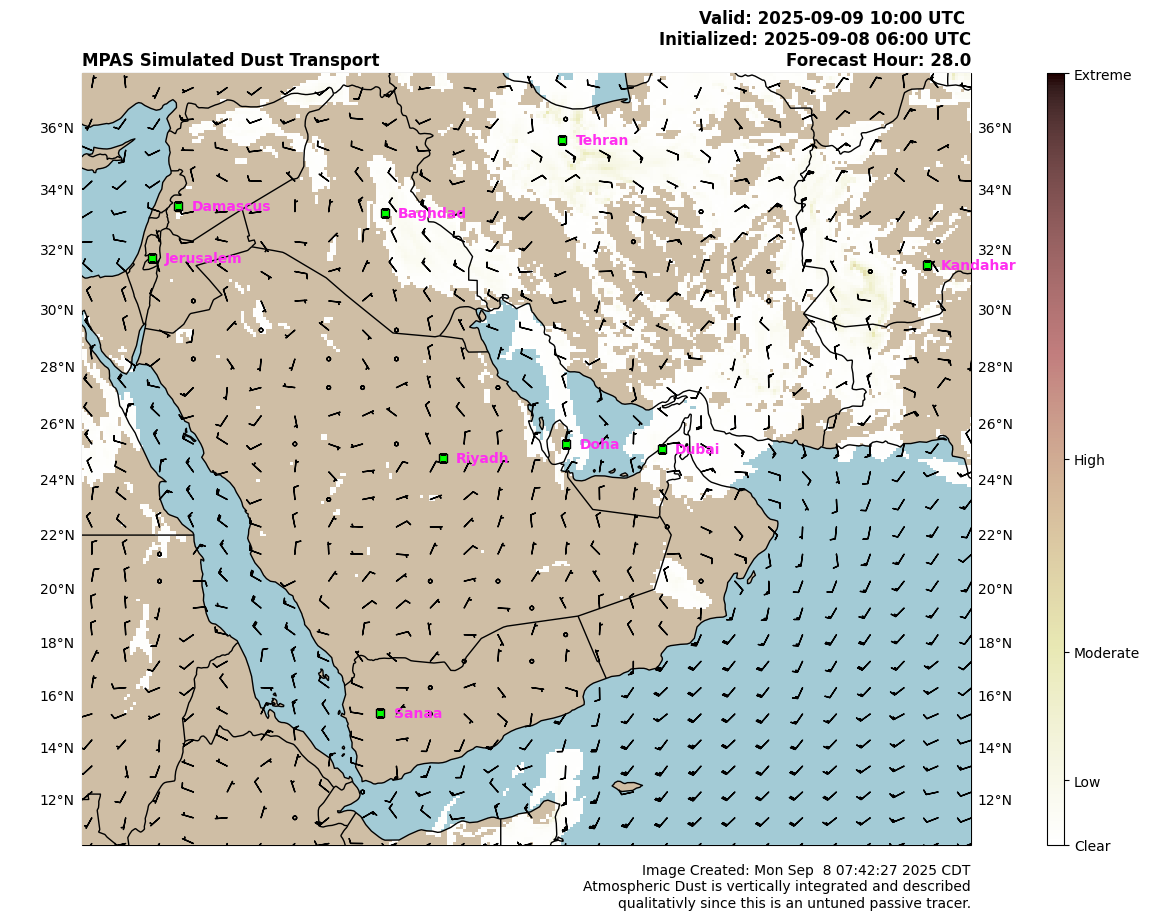 Valid: 2025-09-09 10:00 UTC
Initialized: 2025-09-08 06:00 UTC
MPAS Simulated Dust Transport Forecast Hour: 28.0
Extreme
36°N Tehran 36°N
34°N 34°N
Damascus
Baghdad
32°N 32°N
Jerusalem Kandahar
30°N 30°N
28°N 28°N
26°N 26°N
Doha Dubai
Riyadh High
24°N 24°N
22°N 22°N
20°N 20°N
18°N 18°N
Moderate
16°N 16°N
Sanaa
14°N 14°N
Low
12°N 12°N
Clear
Image Created: Mon Sep  8 07:42:27 2025 CDT
Atmospheric Dust is vertically integrated and described
qualitativly since this is an untuned passive tracer.